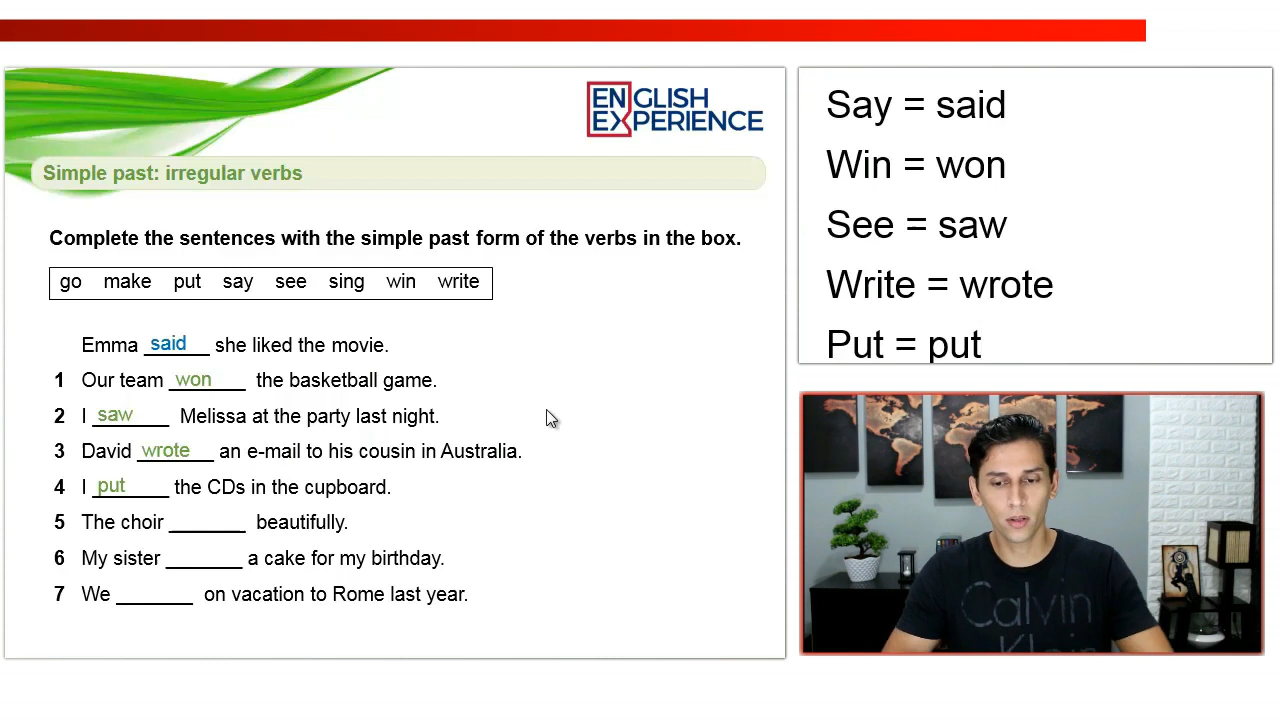 ENGLISH
EXPERIENCE
Simple past: irregular verbs
Complete the sentences with the simple past form of the verbs in the box.
go make put say see sing win write
Emma said she liked the movie.
1 Our team won the basketball game.
2 I saw Melissa at the party last night.
3 David wrote an e-mail to his cousin in Australia.
4 I put the CDs in the cupboard.
5 The choir _______ beautifully.
6 My sister _______ a cake for my birthday.
7 We _______ on vacation to Rome last year.
Say = said
Win = won
See = saw
Write = wrote
Put = put
Calvin
Klein